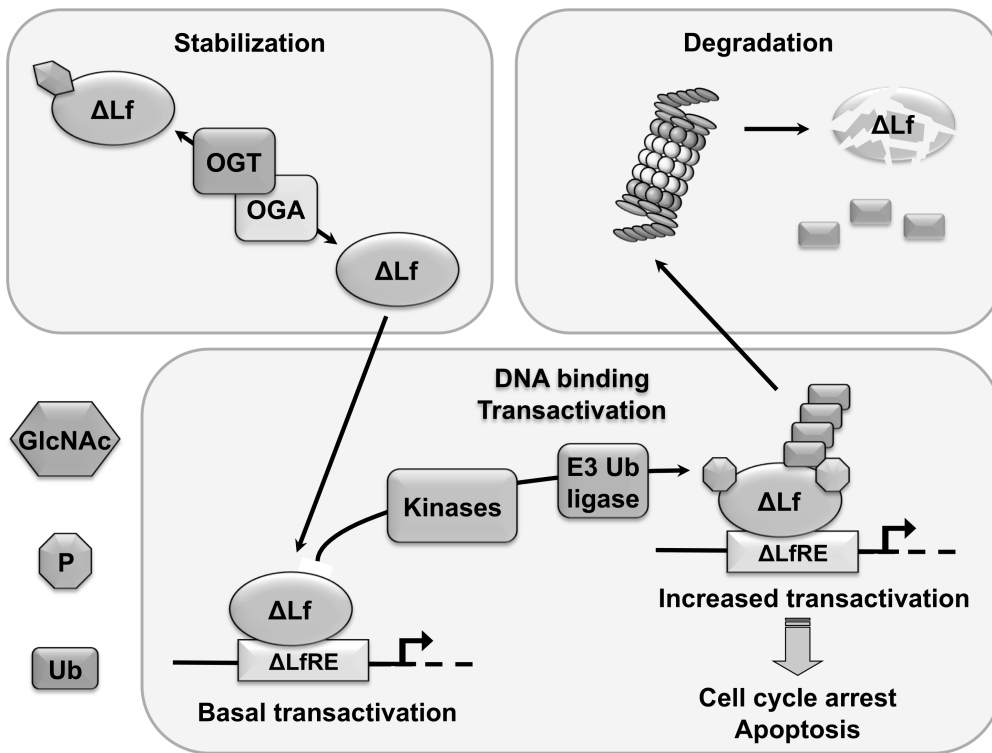 Stabilization
ΔLf
OGT
OGA
ΔLf
Degradation
ΔLf
GlcNAc
P
Ub
DNA binding
Transactivation
Kinases
E3 Ub
ligase
ΔLf
ΔLfRE
Increased transactivation
ΔLf
ΔLfRE
Basal transactivation
Cell cycle arrest
Apoptosis